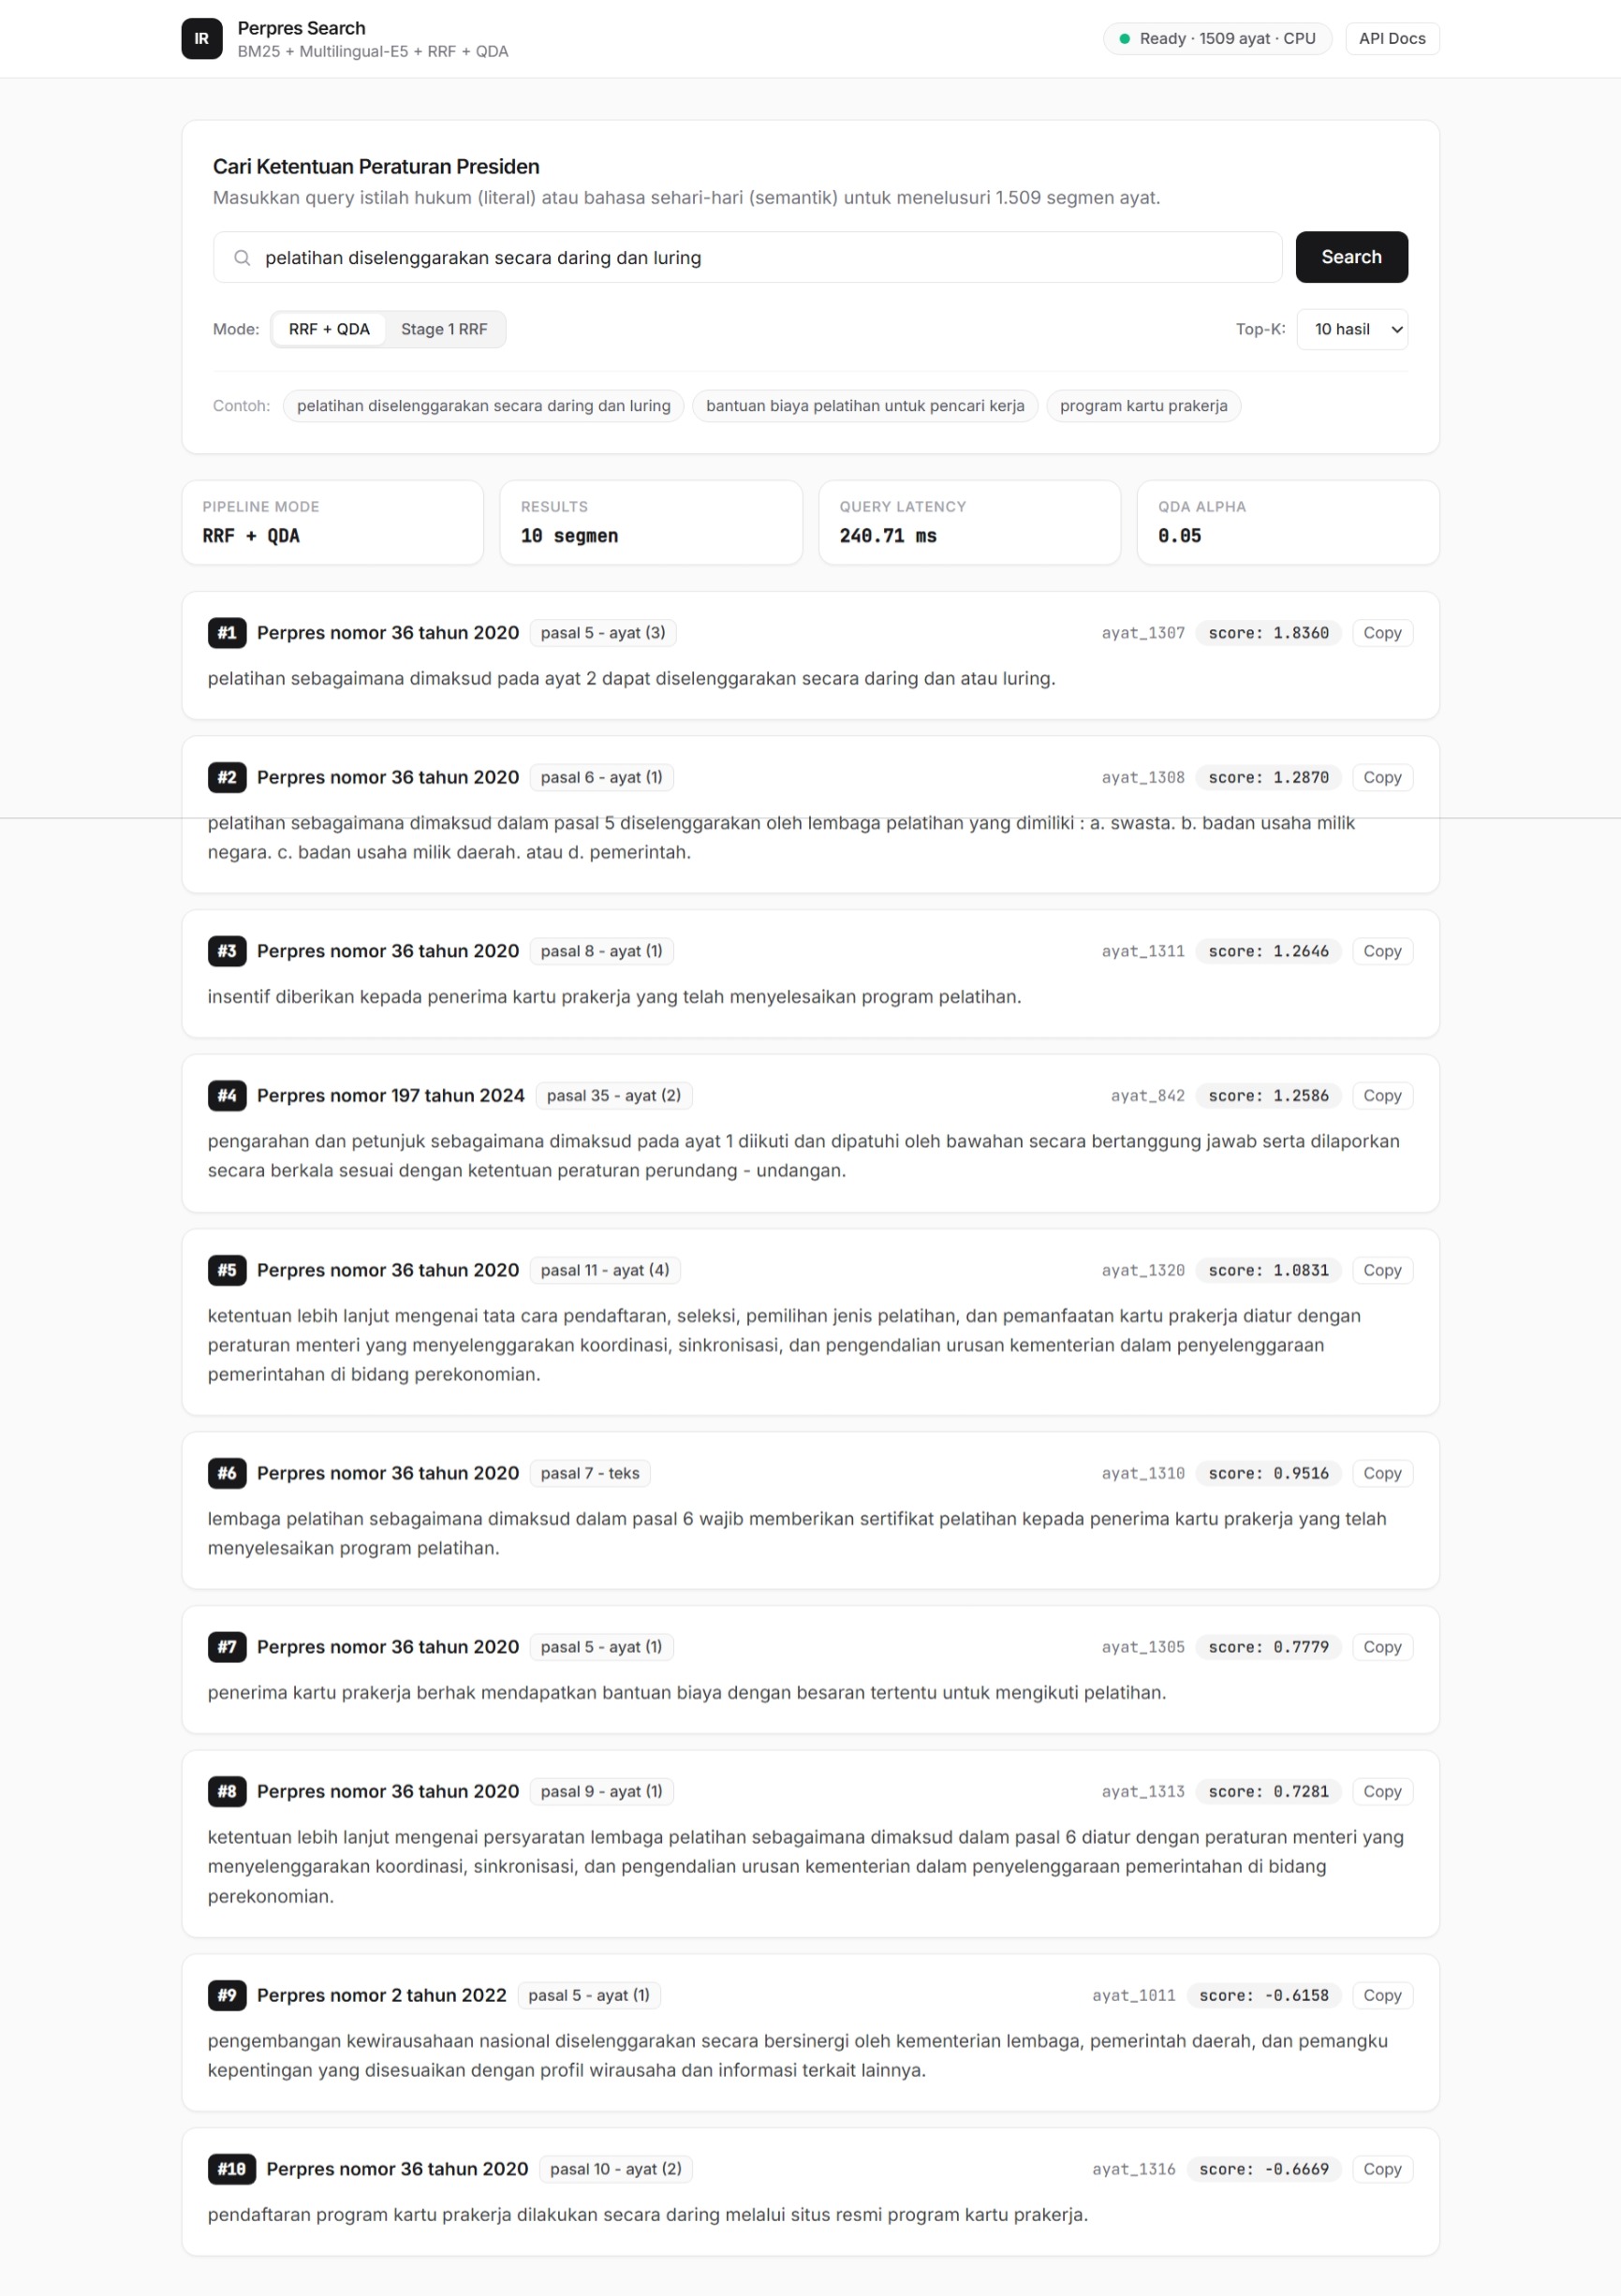 IR
Perpres Search
BM25 + Multilingual-E5 + RRF + QDA
Ready · 1509 ayat · CPU
API Docs
Cari Ketentuan Peraturan Presiden
Masukkan query istilah hukum (literal) atau bahasa sehari-hari (semantik) untuk menelusuri 1.509 segmen ayat.
pelatihan diselenggarakan secara daring dan luring
Search
Mode: RRF + QDA Stage 1 RRF
Top-K: 10 hasil
Contoh: pelatihan diselenggarakan secara daring dan luring bantuan biaya pelatihan untuk pencari kerja program kartu prakerja
PIPELINE MODE
RRF + QDA
RESULTS
10 segmen
QUERY LATENCY
240.71 ms
QDA ALPHA
0.05
#1 Perpres nomor 36 tahun 2020 pasal 5 - ayat (3) ayat_1307 score: 1.8360 Copy
pelatihan sebagaimana dimaksud pada ayat 2 dapat diselenggarakan secara daring dan atau luring.
#2 Perpres nomor 36 tahun 2020 pasal 6 - ayat (1) ayat_1308 score: 1.2870 Copy
pelatihan sebagaimana dimaksud dalam pasal 5 diselenggarakan oleh lembaga pelatihan yang dimiliki : a. swasta. b. badan usaha milik
negara. c. badan usaha milik daerah. atau d. pemerintah.
#3 Perpres nomor 36 tahun 2020 pasal 8 - ayat (1) ayat_1311 score: 1.2646 Copy
insentif diberikan kepada penerima kartu prakerja yang telah menyelesaikan program pelatihan.
#4 Perpres nomor 197 tahun 2024 pasal 35 - ayat (2) ayat_842 score: 1.2586 Copy
pengarahan dan petunjuk sebagaimana dimaksud pada ayat 1 diikuti dan dipatuhi oleh bawahan secara bertanggung jawab serta dilaporkan
secara berkala sesuai dengan ketentuan peraturan perundang - undangan.
#5 Perpres nomor 36 tahun 2020 pasal 11 - ayat (4) ayat_1320 score: 1.0831 Copy
ketentuan lebih lanjut mengenai tata cara pendaftaran, seleksi, pemilihan jenis pelatihan, dan pemanfaatan kartu prakerja diatur dengan
peraturan menteri yang menyelenggarakan koordinasi, sinkronisasi, dan pengendalian urusan kementerian dalam penyelenggaraan
pemerintahan di bidang perekonomian.
#6 Perpres nomor 36 tahun 2020 pasal 7 - teks ayat_1310 score: 0.9516 Copy
lembaga pelatihan sebagaimana dimaksud dalam pasal 6 wajib memberikan sertifikat pelatihan kepada penerima kartu prakerja yang telah
menyelesaikan program pelatihan.
#7 Perpres nomor 36 tahun 2020 pasal 5 - ayat (1) ayat_1305 score: 0.7779 Copy
penerima kartu prakerja berhak mendapatkan bantuan biaya dengan besaran tertentu untuk mengikuti pelatihan.
#8 Perpres nomor 36 tahun 2020 pasal 9 - ayat (1) ayat_1313 score: 0.7281 Copy
ketentuan lebih lanjut mengenai persyaratan lembaga pelatihan sebagaimana dimaksud dalam pasal 6 diatur dengan peraturan menteri yang
menyelenggarakan koordinasi, sinkronisasi, dan pengendalian urusan kementerian dalam penyelenggaraan pemerintahan di bidang
perekonomian.
#9 Perpres nomor 2 tahun 2022 pasal 5 - ayat (1) ayat_1011 score: -0.6158 Copy
pengembangan kewirausahaan nasional diselenggarakan secara bersinergi oleh kementerian lembaga, pemerintah daerah, dan pemangku
kepentingan yang disesuaikan dengan profil wirausaha dan informasi terkait lainnya.
#10 Perpres nomor 36 tahun 2020 pasal 10 - ayat (2) ayat_1316 score: -0.6669 Copy
pendaftaran program kartu prakerja dilakukan secara daring melalui situs resmi program kartu prakerja.